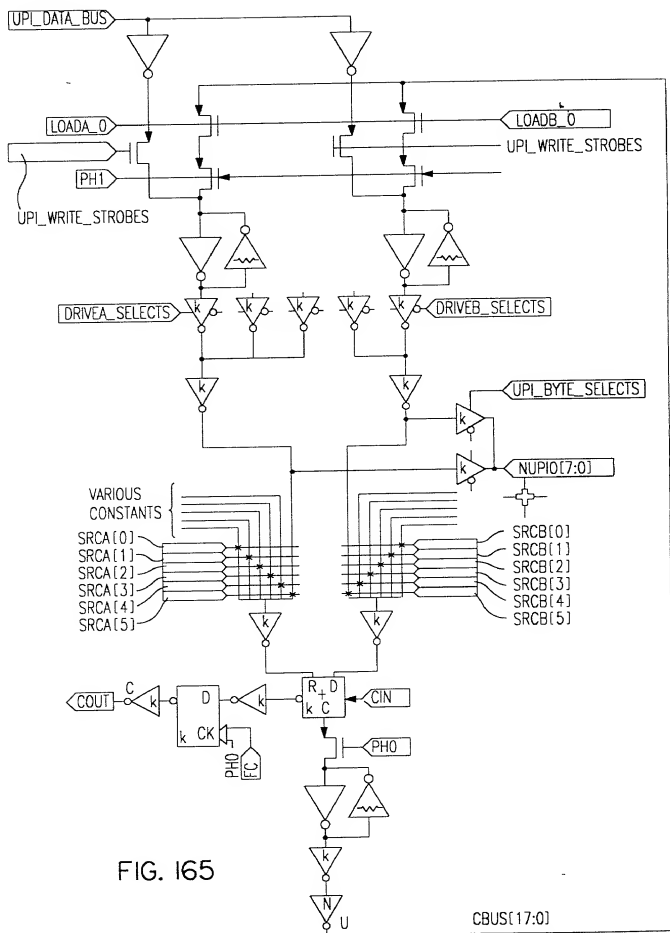 UPI_DATA_BUS
LOADA_0
LOADB_0
UPI_WRITE_STROBES
PH1
UPI_WRITE_STROBES
DRIVEA_SELECTS
k
k
k
k
k
DRIVEB_SELECTS
k
k
UPI_BYTE_SELECTS
k
k
NUPIO[7:0]
VARIOUS
CONSTANTS
SRCA[0]
SRCA[1]
SRCA[2]
SRCA[3]
SRCA[4]
SRCA[5]
SRCB[0]
SRCB[1]
SRCB[2]
SRCB[3]
SRCB[4]
SRCB[5]
k
k
COUT
C
k
D
k CK
PH0
FC
k
R + D
k C
CIN
PH0
k
N
U
FIG. 165
CBUS[17:0]